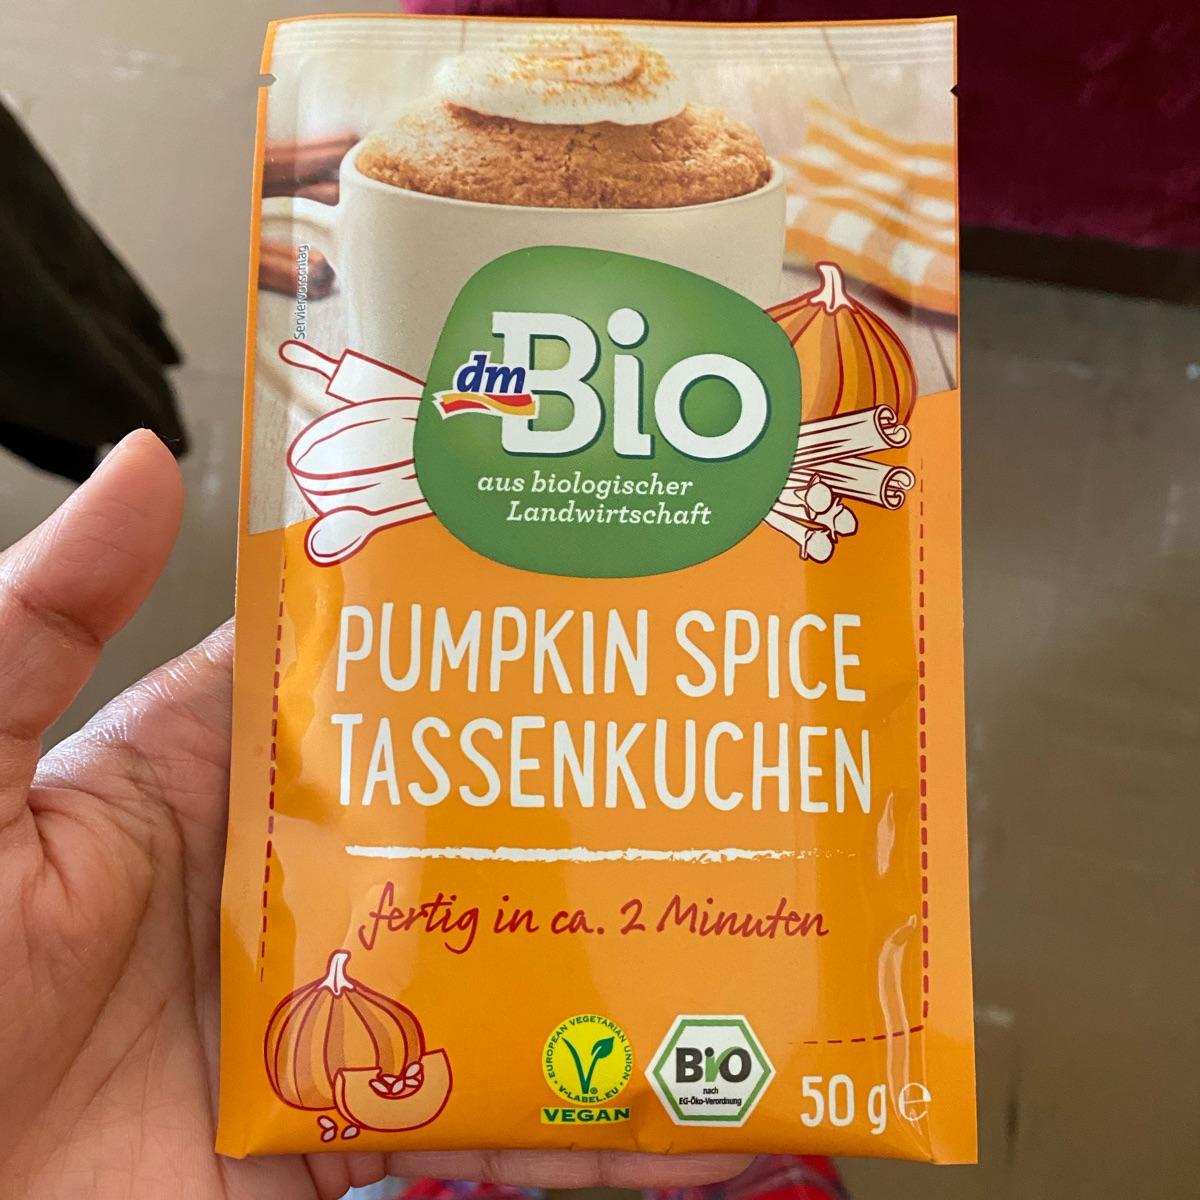 Serviervorschlag
dm
Bio
aus biologischer
Landwirtschaft
PUMPKIN SPICE
TASSENKUCHEN
fertig in ca. 2 Minuten
EUROPEAN VEGETARIAN UNION
V-LABEL.EU
VEGAN
Bio
nach
EG-Öko-Verordnung
50 g ℮